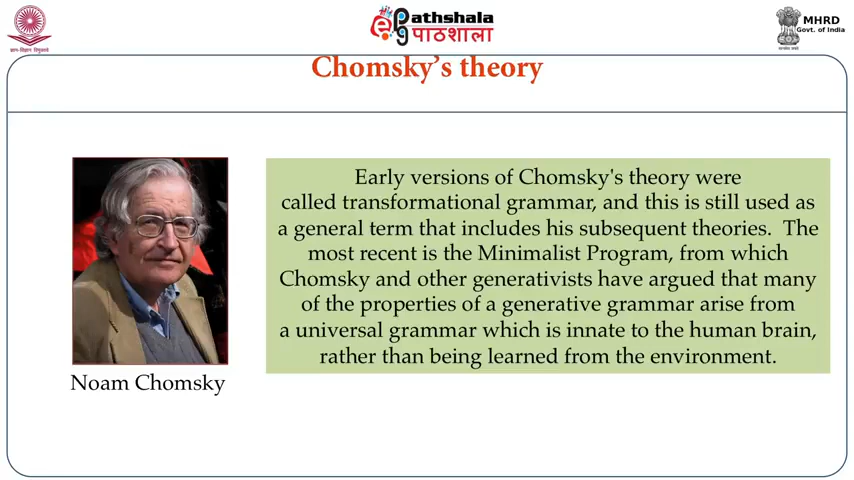 Pathshala
पाठशाला
MHRD
Govt. of India
Chomsky's theory
Early versions of Chomsky's theory were
called transformational grammar, and this is still used as
a general term that includes his subsequent theories. The
most recent is the Minimalist Program, from which
Chomsky and other generativists have argued that many
of the properties of a generative grammar arise from
a universal grammar which is innate to the human brain,
rather than being learned from the environment.
Noam Chomsky